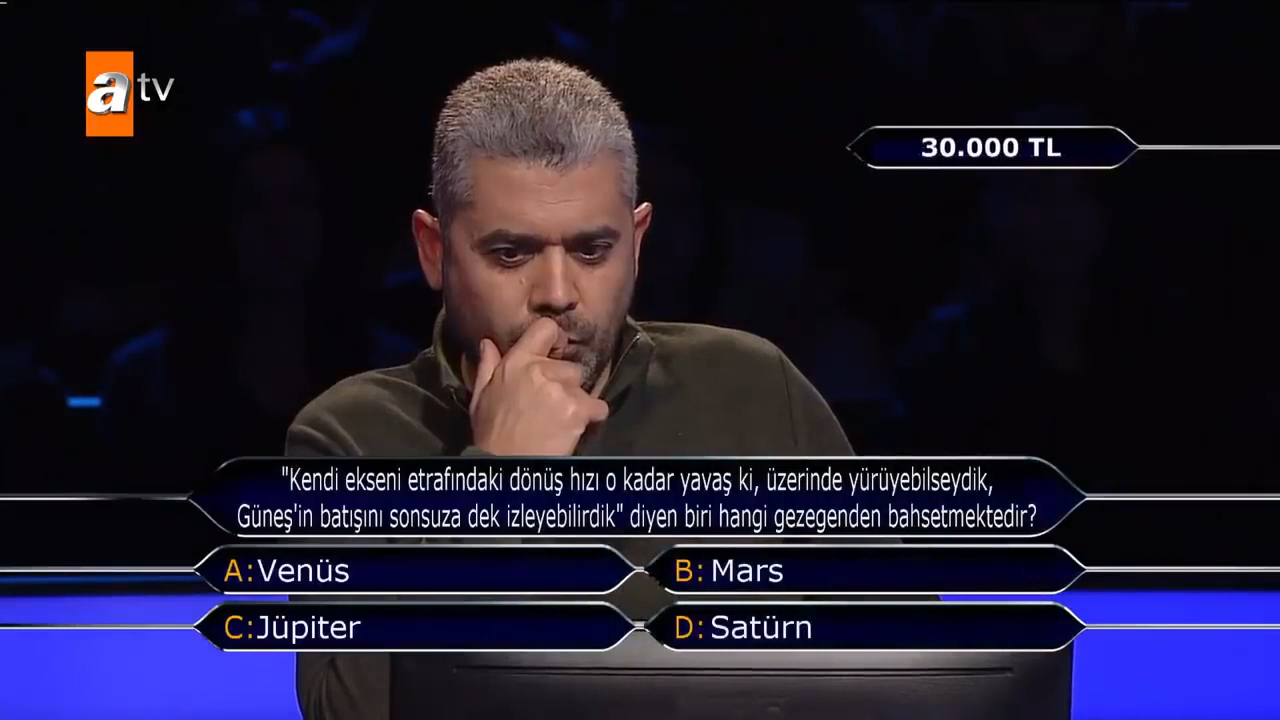 atv
30.000 TL
"Kendi ekseni etrafındaki dönüş hızı o kadar yavaş ki, üzerinde yürüyebilseydik,
Güneş'in batışını sonsuza dek izleyebilirdik" diyen biri hangi gezegenden bahsetmektedir?
A: Venüs
B: Mars
C: Jüpiter
D: Satürn